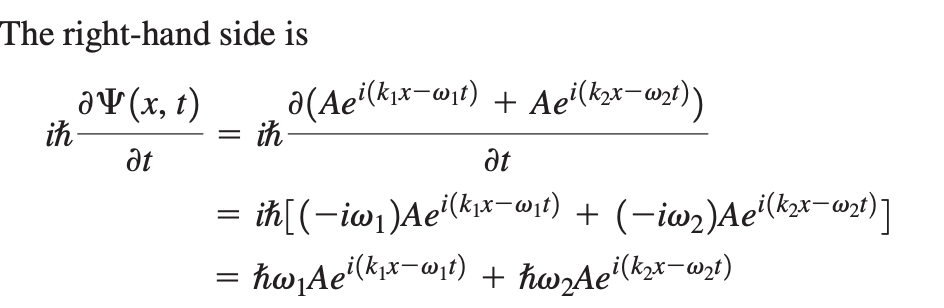 The right-hand side is
iħ ∂Ψ(x, t)/∂t = iħ ∂(Ae^{i(k₁x−ω₁t)} + Ae^{i(k₂x−ω₂t)})/∂t
= iħ[(−iω₁)Ae^{i(k₁x−ω₁t)} + (−iω₂)Ae^{i(k₂x−ω₂t)}]
= ħω₁Ae^{i(k₁x−ω₁t)} + ħω₂Ae^{i(k₂x−ω₂t)}